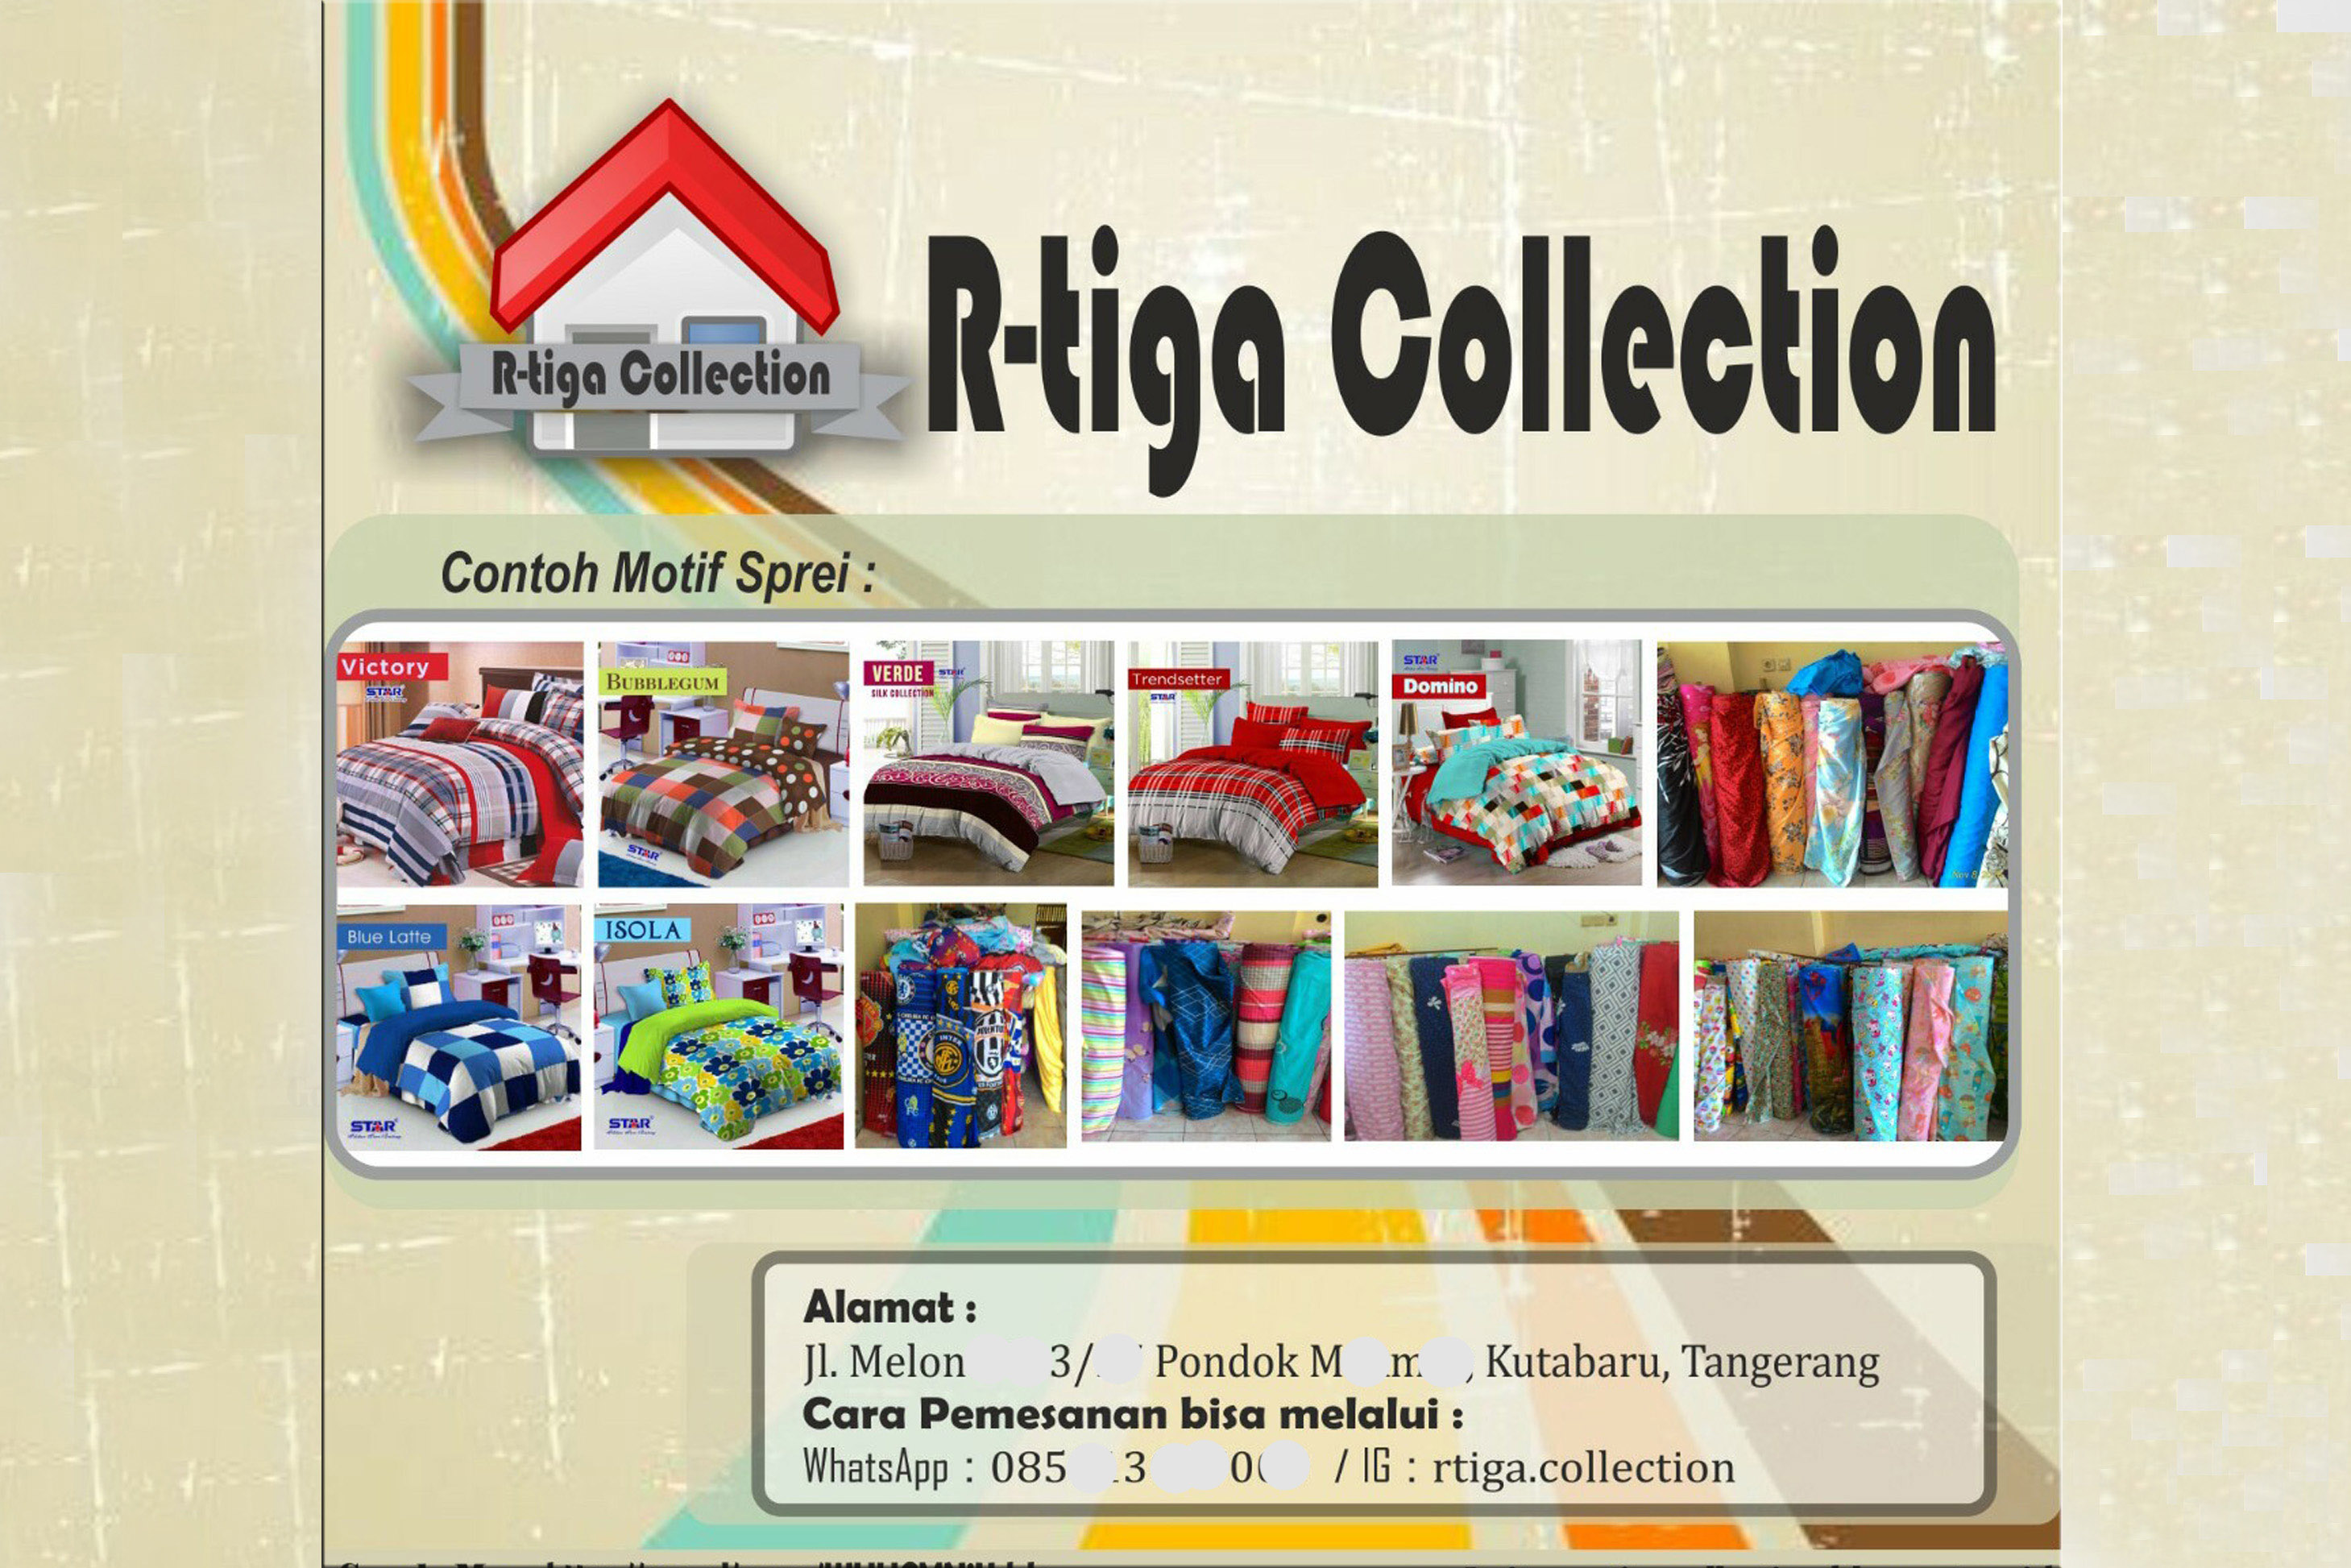 R-tiga Collection
R-tiga Collection
Contoh Motif Sprei :
Victory
STAR
BUBBLEGUM
STAR
VERDE
STAR
SILK COLLECTION
Trendsetter
STAR
STAR
Domino
Blue Latte
STAR
ISOLA
STAR
INTER
Alamat :
Jl. Melon 3/ Pondok Kutabaru, Tangerang
Cara Pemesanan bisa melalui :
WhatsApp : 085 / IG : rtiga.collection